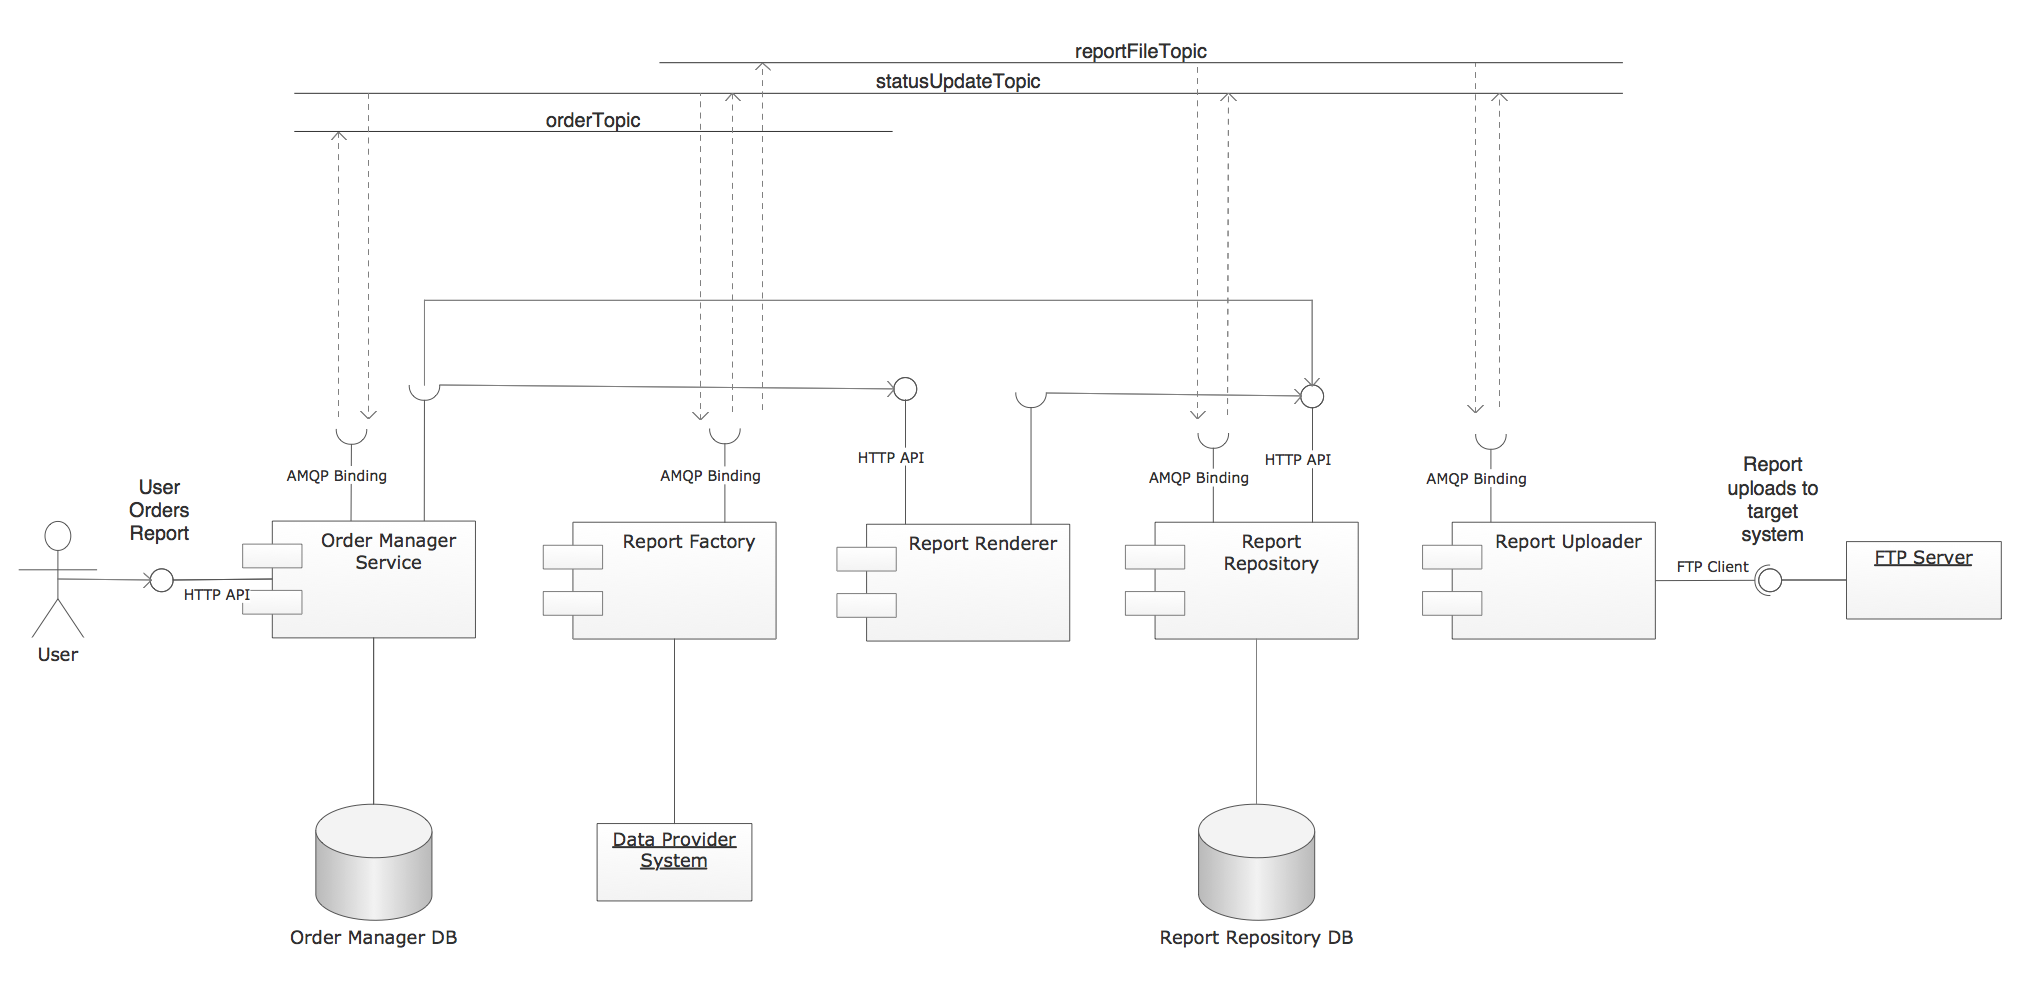 reportFileTopic
statusUpdateTopic
orderTopic
HTTP API
HTTP API
AMQP Binding
AMQP Binding
AMQP Binding
AMQP Binding
User
Orders
Report
Report
uploads to
target
system
Order Manager
Service
Report Factory
Report Renderer
Report
Repository
Report Uploader
FTP Client
FTP Server
HTTP API
User
Data Provider
System
Order Manager DB
Report Repository DB